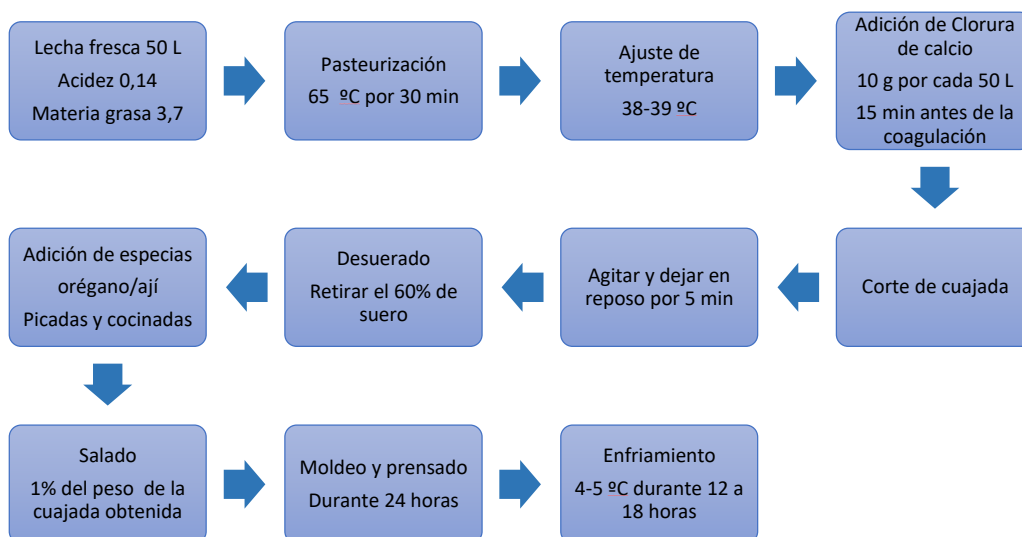 Lecha fresca 50 L
Acidez 0,14
Materia grasa 3,7
Pasteurización
65 ºC por 30 min
Ajuste de
temperatura
38-39 ºC
Adición de Clorura
de calcio
10 g por cada 50 L
15 min antes de la
coagulación
Corte de cuajada
Agitar y dejar en
reposo por 5 min
Desuerado
Retirar el 60% de
suero
Adición de especias
orégano/ají
Picadas y cocinadas
Salado
1% del peso de la
cuajada obtenida
Moldeo y prensado
Durante 24 horas
Enfriamiento
4-5 ºC durante 12 a
18 horas